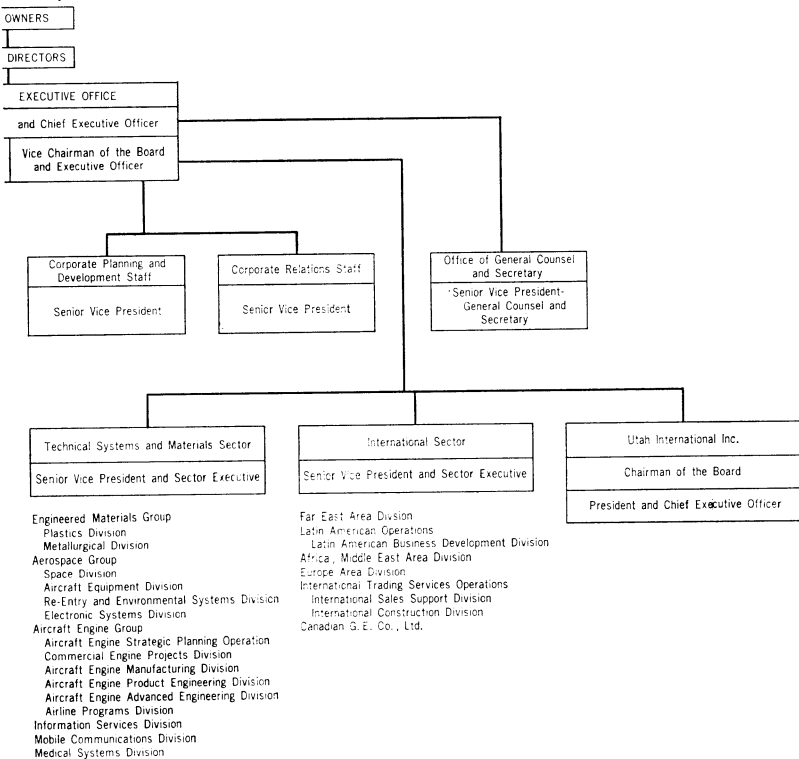 OWNERS
DIRECTORS
EXECUTIVE OFFICE
and Chief Executive Officer
Vice Chairman of the Board
and Executive Officer
Corporate Planning and
Development Staff
Senior Vice President
Corporate Relations Staff
Senior Vice President
Office of General Counsel
and Secretary
Senior Vice President-
General Counsel and
Secretary
Technical Systems and Materials Sector
Senior Vice President and Sector Executive
Engineered Materials Group
Plastics Division
Metallurgical Division
Aerospace Group
Space Division
Aircraft Equipment Division
Re-Entry and Environmental Systems Division
Electronic Systems Division
Aircraft Engine Group
Aircraft Engine Strategic Planning Operation
Commercial Engine Projects Division
Aircraft Engine Manufacturing Division
Aircraft Engine Product Engineering Division
Aircraft Engine Advanced Engineering Division
Airline Programs Division
Information Services Division
Mobile Communications Division
Medical Systems Division
International Sector
Senior Vice President and Sector Executive
Far East Area Division
Latin American Operations
Latin American Business Development Division
Africa, Middle East Area Division
Europe Area Division
International Trading Services Operations
International Sales Support Division
International Construction Division
Canadian G.E. Co., Ltd.
Utah International Inc.
Chairman of the Board
President and Chief Executive Officer